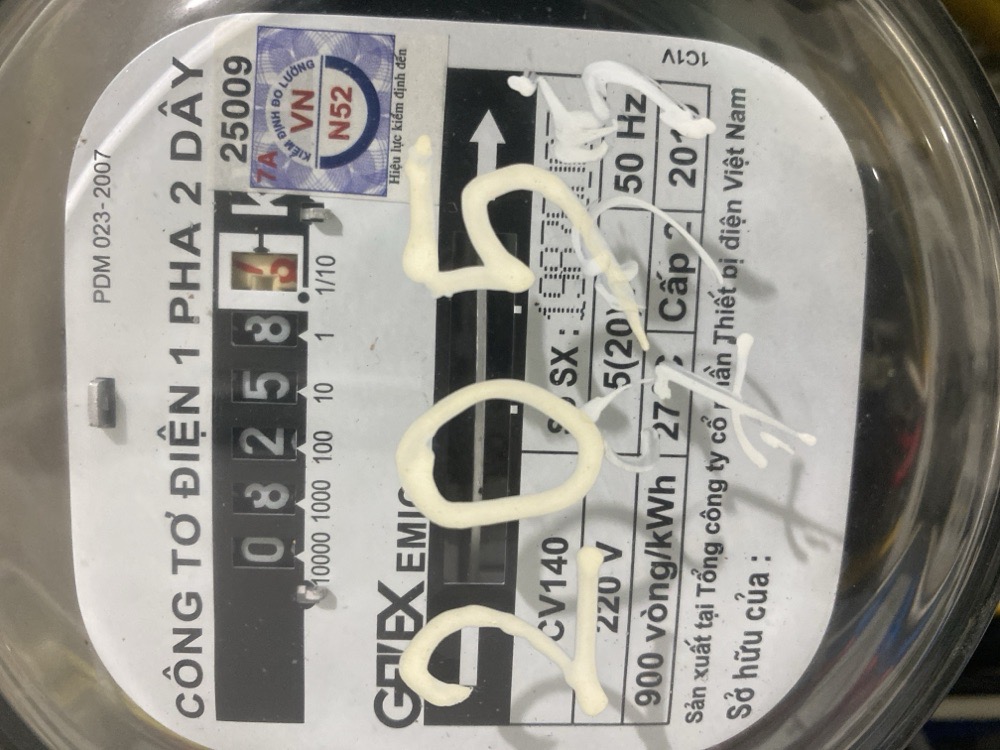 PDM 023-2007
CÔNG TƠ ĐIỆN 1 PHA 2 DÂY
25009
KIỂM ĐỊNH ĐO LƯỜNG
VN
N52
7A
Hiệu lực kiểm định đến
0 8 2 5 8
10000 1000 100 10 1 1/10
GELEX EMIC
205
CV140
SX :
220 V
5(20)
50 Hz
900 vòng/kWh
27
Cấp 2
Sản xuất tại Tổng công ty cổ phần Thiết bị điện Việt Nam
Sở hữu của :
1C1V